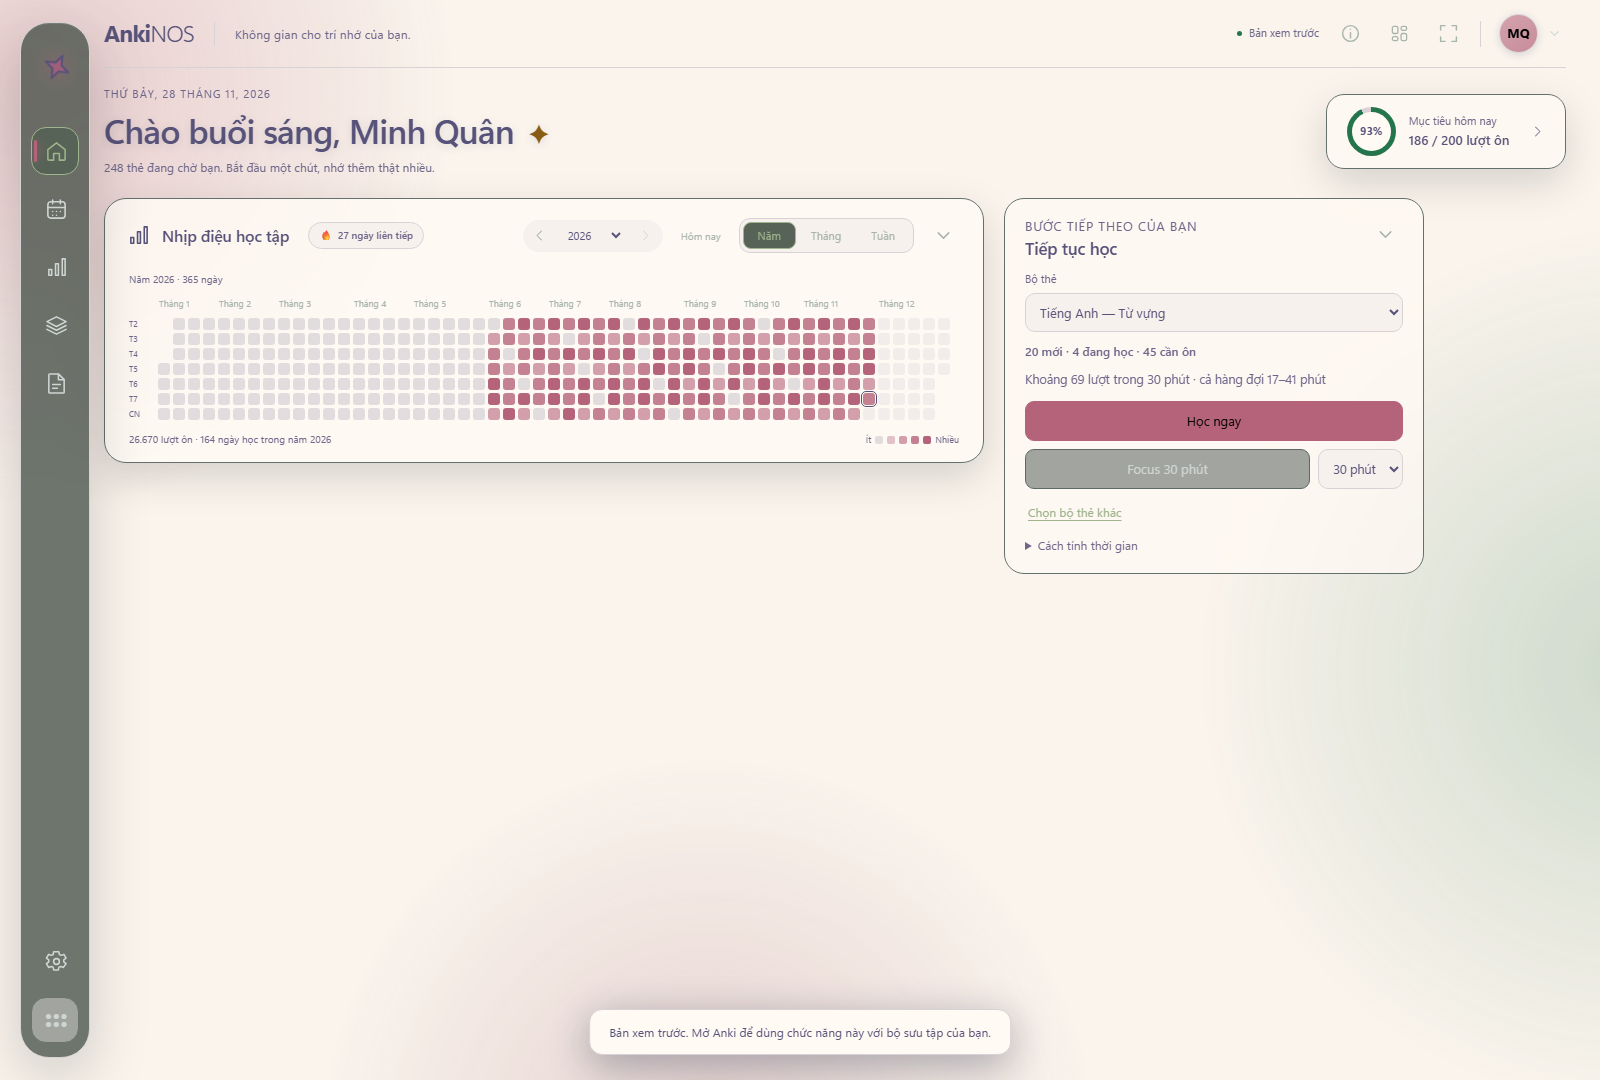 AnkiNOS
Không gian cho trí nhớ của bạn.
Bản xem trước
MQ
THỨ BẢY, 28 THÁNG 11, 2026
Chào buổi sáng, Minh Quân
248 thẻ đang chờ bạn. Bắt đầu một chút, nhớ thêm thật nhiều.
93%
Mục tiêu hôm nay
186 / 200 lượt ôn
Nhịp điệu học tập
27 ngày liên tiếp
2026
Hôm nay
Năm
Tháng
Tuần
Năm 2026 · 365 ngày
Tháng 1 Tháng 2 Tháng 3 Tháng 4 Tháng 5 Tháng 6 Tháng 7 Tháng 8 Tháng 9 Tháng 10 Tháng 11 Tháng 12
T2
T3
T4
T5
T6
T7
CN
26.670 lượt ôn · 164 ngày học trong năm 2026
Ít
Nhiều
BƯỚC TIẾP THEO CỦA BẠN
Tiếp tục học
Bộ thẻ
Tiếng Anh — Từ vựng
20 mới · 4 đang học · 45 cần ôn
Khoảng 69 lượt trong 30 phút · cả hàng đợi 17–41 phút
Học ngay
Focus 30 phút
30 phút
Chọn bộ thẻ khác
Cách tính thời gian
Bản xem trước. Mở Anki để dùng chức năng này với bộ sưu tập của bạn.